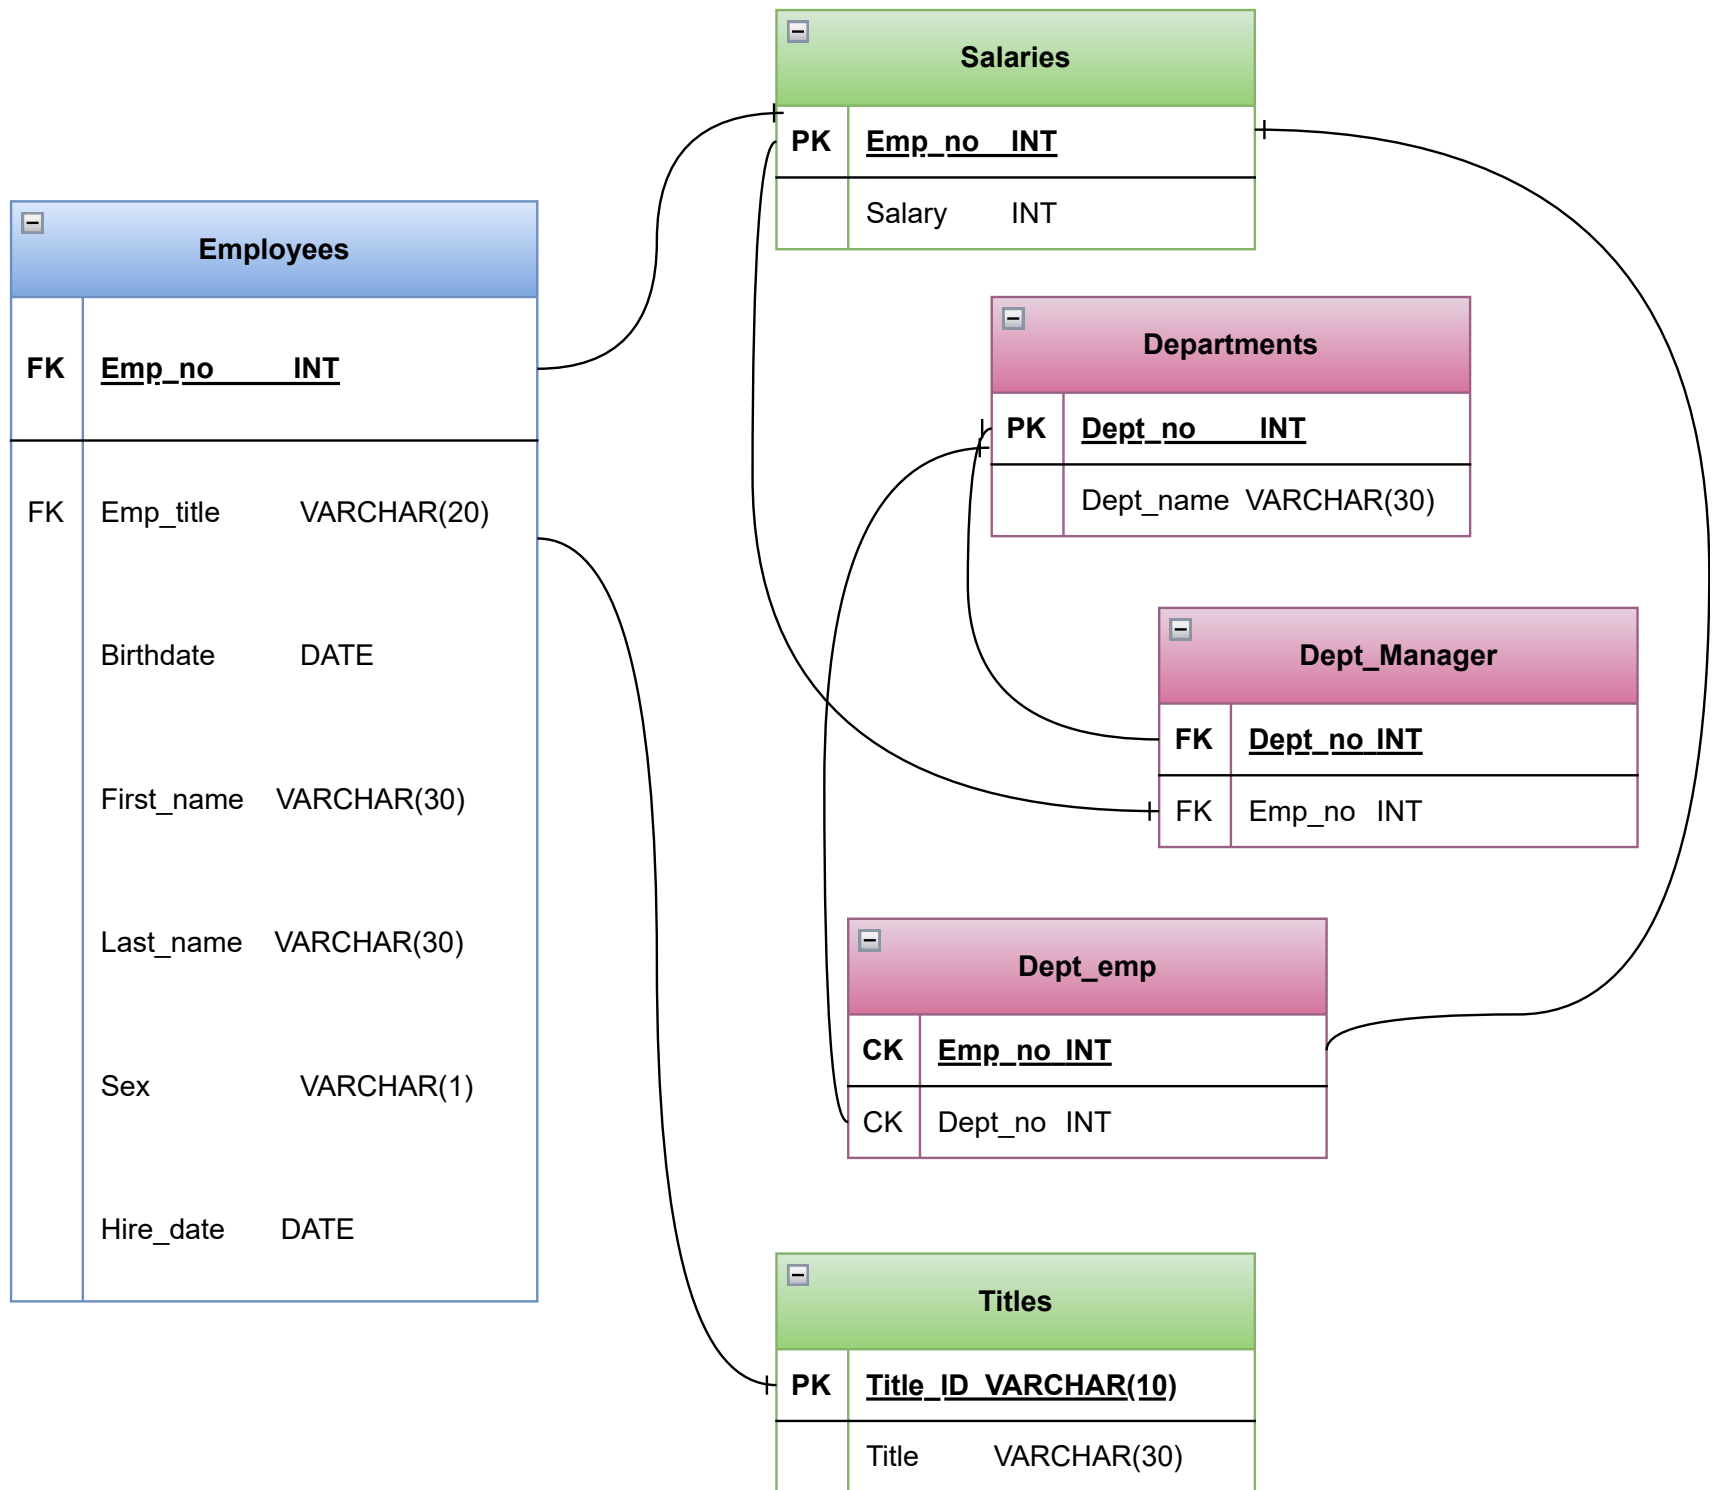 Salaries
PK Emp_no INT
Salary INT
Employees
FK Emp_no INT
FK Emp_title VARCHAR(20)
Birthdate DATE
First_name VARCHAR(30)
Last_name VARCHAR(30)
Sex VARCHAR(1)
Hire_date DATE
Departments
PK Dept_no INT
Dept_name VARCHAR(30)
Dept_Manager
FK Dept_no INT
FK Emp_no INT
Dept_emp
CK Emp_no INT
CK Dept_no INT
Titles
PK Title_ID VARCHAR(10)
Title VARCHAR(30)